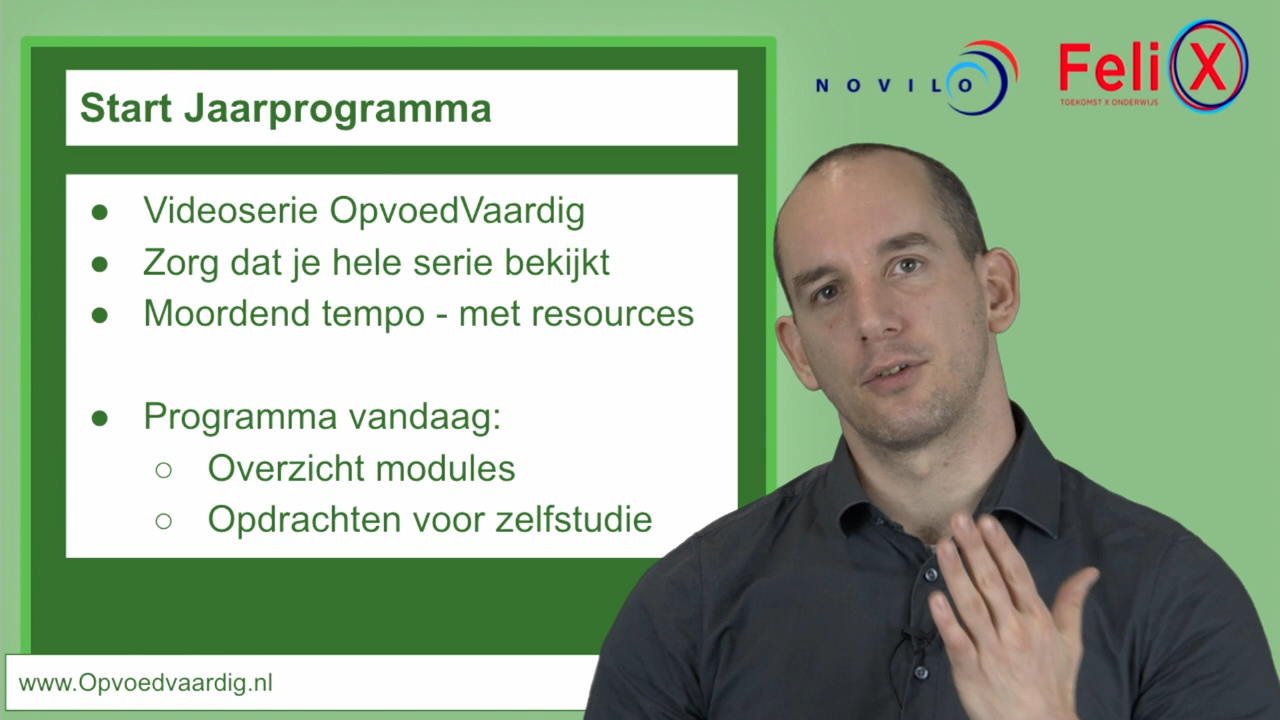 Start Jaarprogramma
NOVILO
FeliX
TOEKOMST X ONDERWIJS
● Videoserie OpvoedVaardig
● Zorg dat je hele serie bekijkt
● Moordend tempo - met resources
● Programma vandaag:
○ Overzicht modules
○ Opdrachten voor zelfstudie
www.Opvoedvaardig.nl